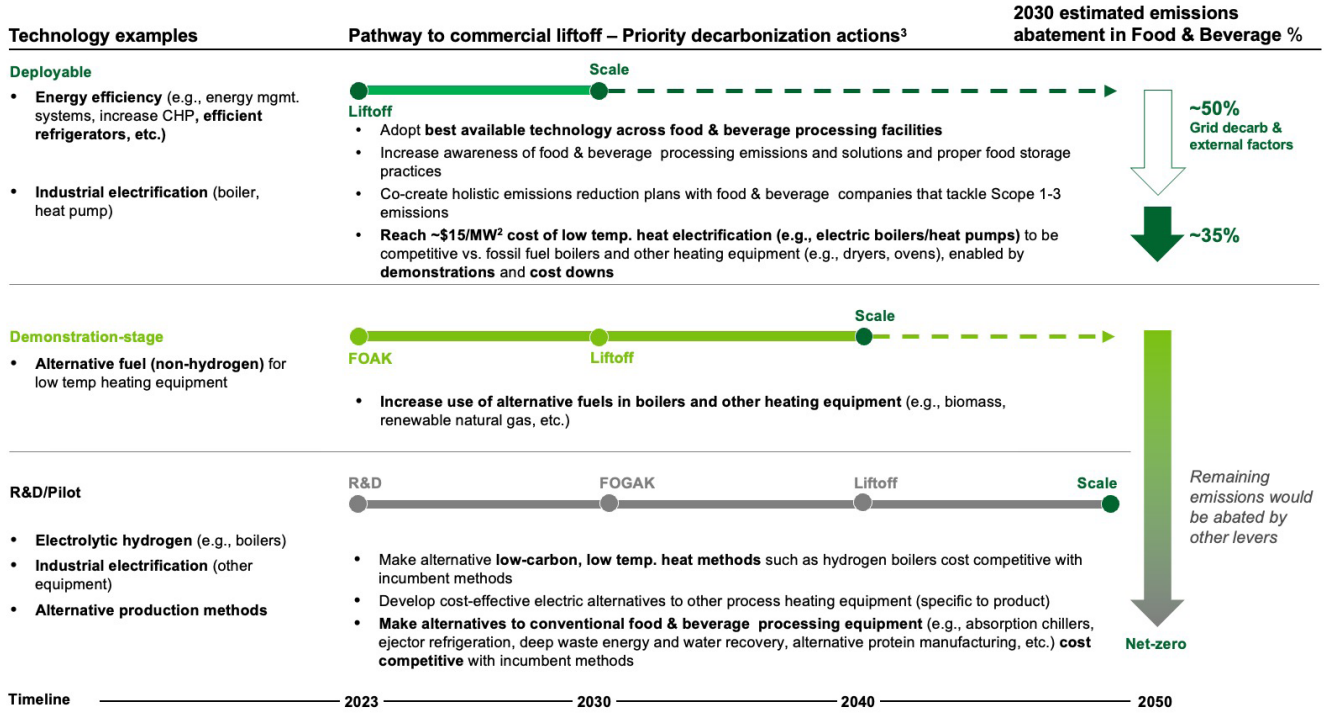 Technology examples
Pathway to commercial liftoff – Priority decarbonization actions³
2030 estimated emissions
abatement in Food & Beverage %
Deployable
• Energy efficiency (e.g., energy mgmt.
systems, increase CHP, efficient
refrigerators, etc.)
• Industrial electrification (boiler,
heat pump)
Scale
Liftoff
• Adopt best available technology across food & beverage processing facilities
• Increase awareness of food & beverage  processing emissions and solutions and proper food storage
practices
• Co-create holistic emissions reduction plans with food & beverage  companies that tackle Scope 1-3
emissions
• Reach ~$15/MW² cost of low temp. heat electrification (e.g., electric boilers/heat pumps) to be
competitive vs. fossil fuel boilers and other heating equipment (e.g., dryers, ovens), enabled by
demonstrations and cost downs
~50%
Grid decarb &
external factors
~35%
Demonstration-stage
• Alternative fuel (non-hydrogen) for
low temp heating equipment
Scale
FOAK
Liftoff
• Increase use of alternative fuels in boilers and other heating equipment (e.g., biomass,
renewable natural gas, etc.)
R&D/Pilot
• Electrolytic hydrogen (e.g., boilers)
• Industrial electrification (other
equipment)
• Alternative production methods
R&D
FOGAK
Liftoff
Scale
• Make alternative low-carbon, low temp. heat methods such as hydrogen boilers cost competitive with
incumbent methods
• Develop cost-effective electric alternatives to other process heating equipment (specific to product)
• Make alternatives to conventional food & beverage  processing equipment (e.g., absorption chillers,
ejector refrigeration, deep waste energy and water recovery, alternative protein manufacturing, etc.) cost
competitive with incumbent methods
Remaining
emissions would
be abated by
other levers
Net-zero
Timeline
2023
2030
2040
2050